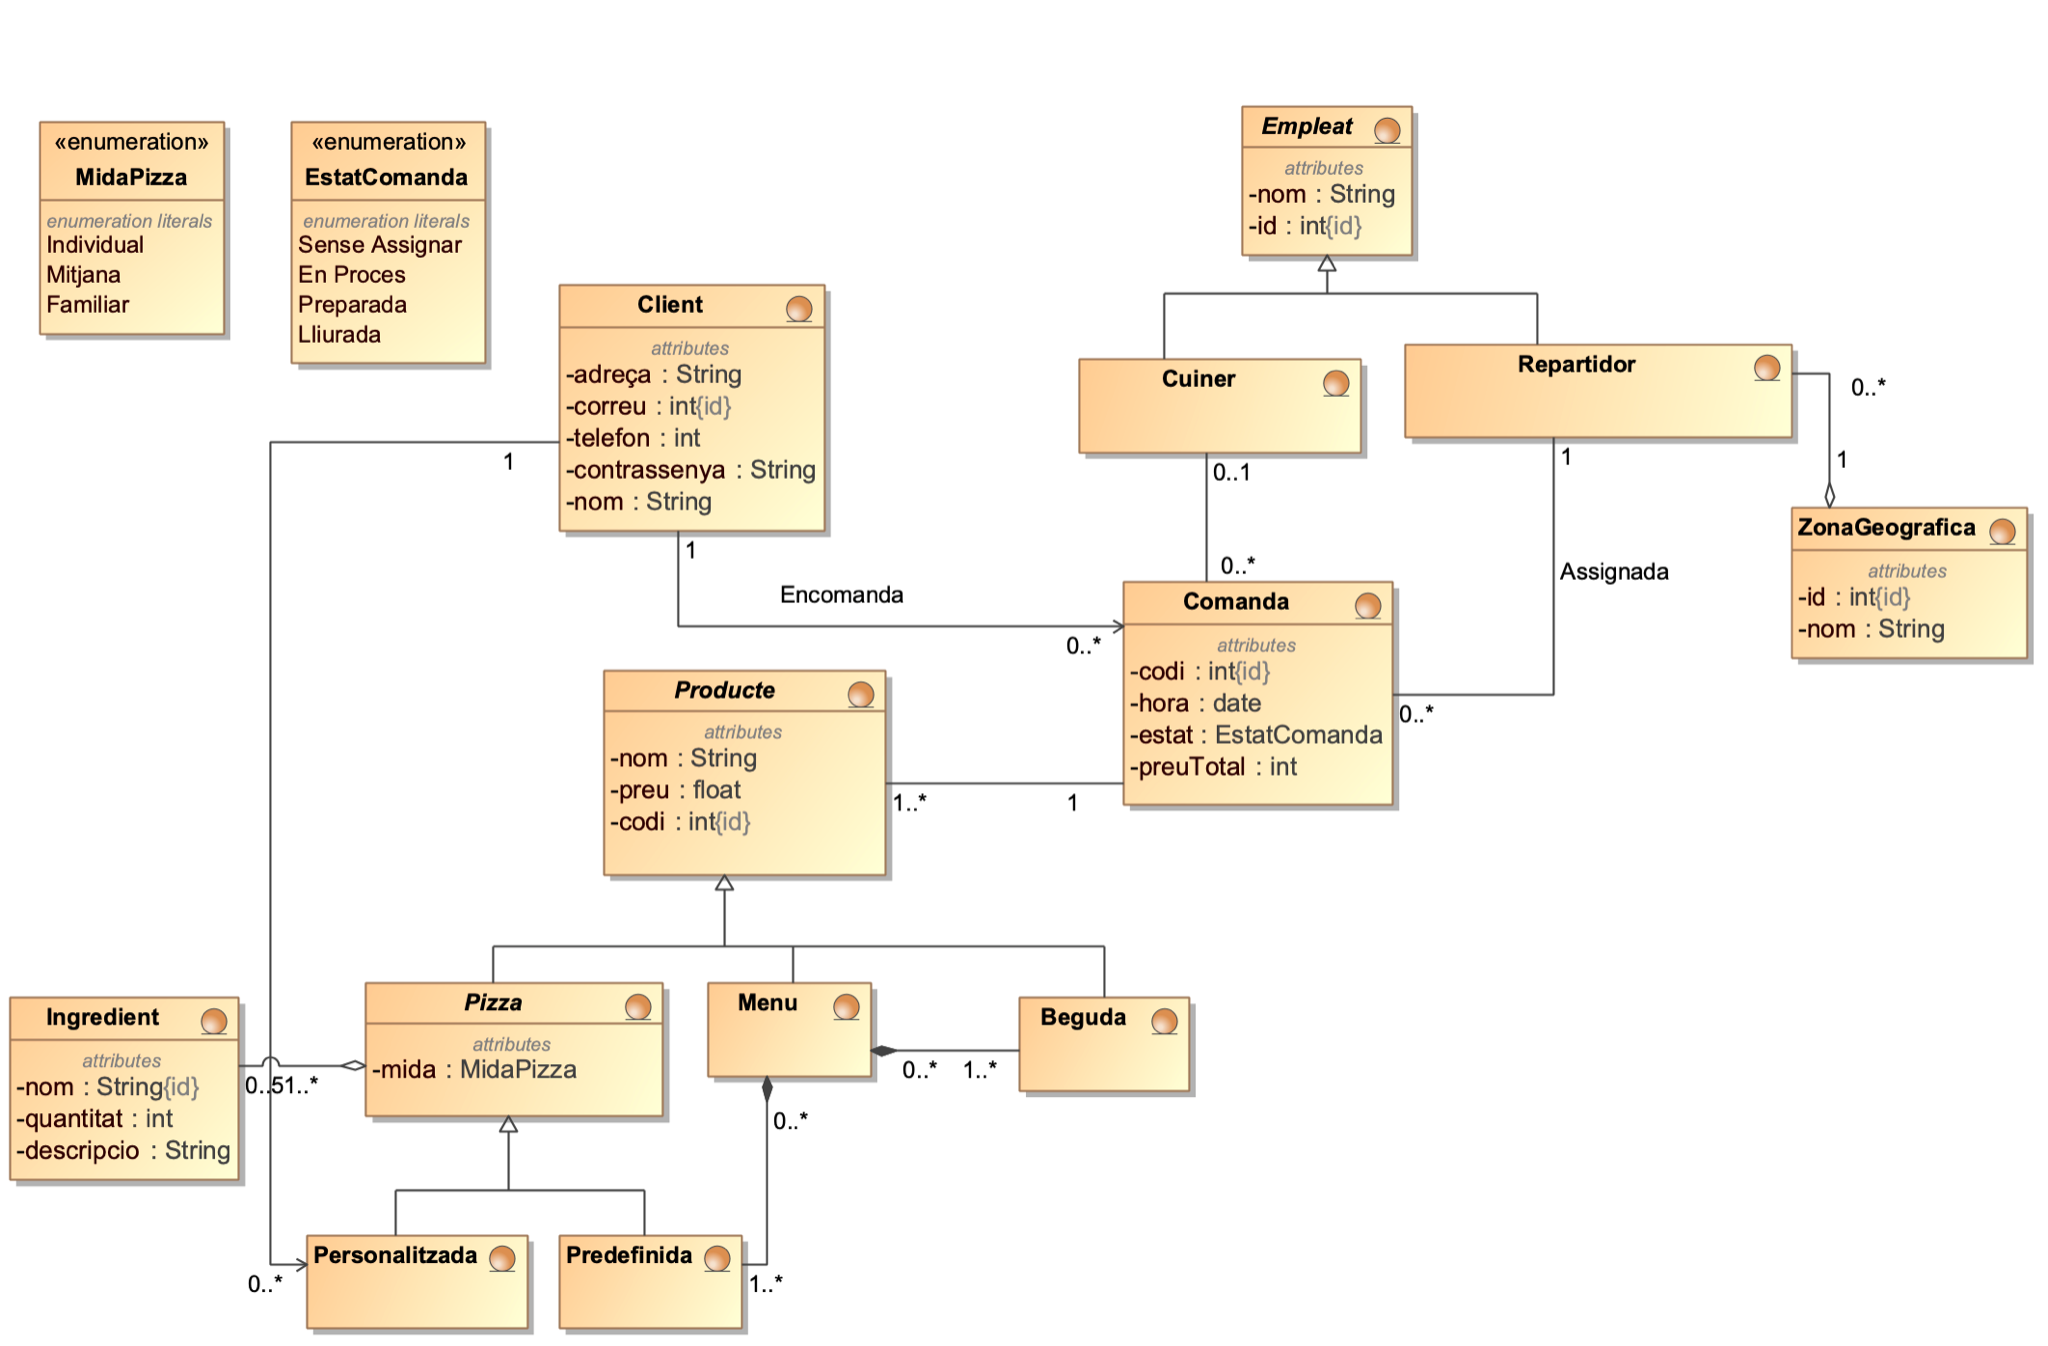 «enumeration»
MidaPizza
enumeration literals
Individual
Mitjana
Familiar
«enumeration»
EstatComanda
enumeration literals
Sense Assignar
En Proces
Preparada
Lliurada
Empleat
attributes
-nom : String
-id : int{id}
Client
attributes
-adreça : String
-correu : int{id}
-telefon : int
-contrassenya : String
-nom : String
1
1
Cuiner
0..1
Repartidor
0..*
1
1
Assignada
ZonaGeografica
attributes
-id : int{id}
-nom : String
Encomanda
0..*
0..*
Comanda
attributes
-codi : int{id}
-hora : date
-estat : EstatComanda
-preuTotal : int
0..*
Producte
attributes
-nom : String
-preu : float
-codi : int{id}
1..*
1
Ingredient
attributes
-nom : String{id}
-quantitat : int
-descripcio : String
0..51..*
Pizza
attributes
-mida : MidaPizza
Menu
0..*
1..*
Beguda
0..*
Personalitzada
0..*
Predefinida
1..*